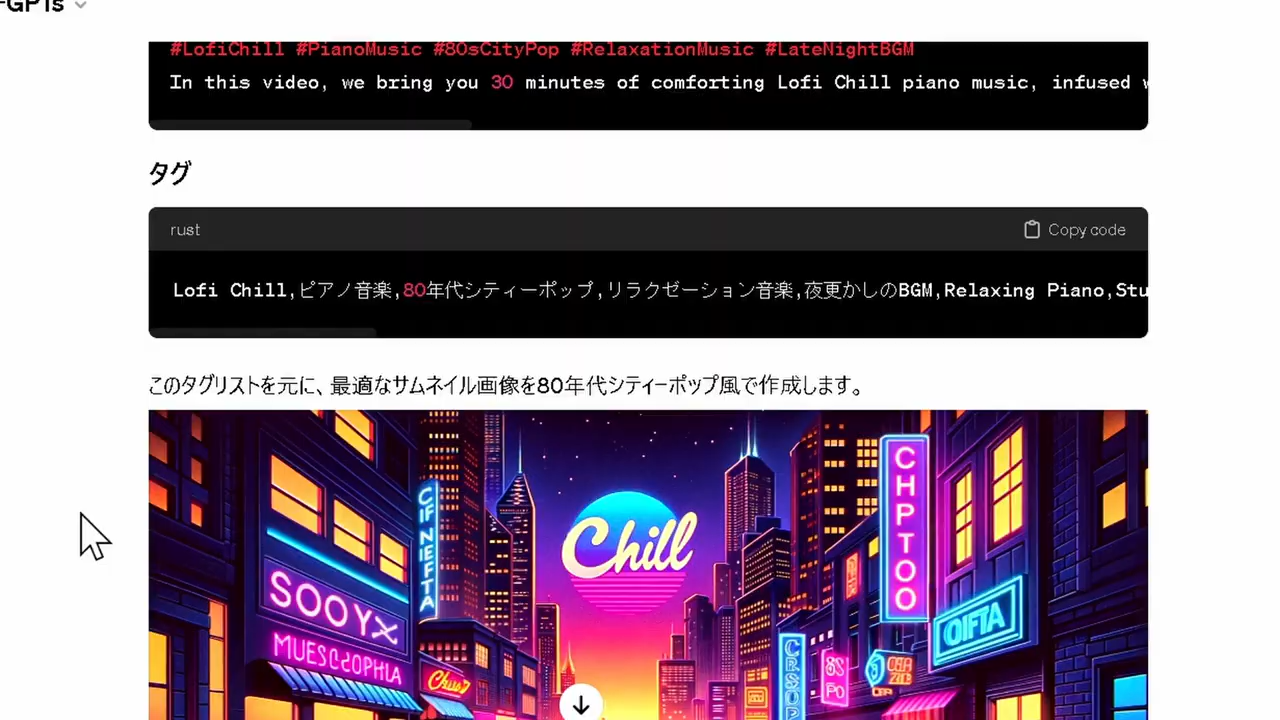 GPTs
#LofiChill #PianoMusic #80sCityPop #RelaxationMusic #LateNightBGM
In this video, we bring you 30 minutes of comforting Lofi Chill piano music, infused
タグ
rust
Copy code
Lofi Chill,ピアノ音楽,80年代シティーポップ,リラクゼーション音楽,夜更かしのBGM,Relaxing Piano,Stu
このタグリストを元に、最適なサムネイル画像を80年代シティーポップ風で作成します。
Chill
CHPTOO
SOOYX
OIFTA